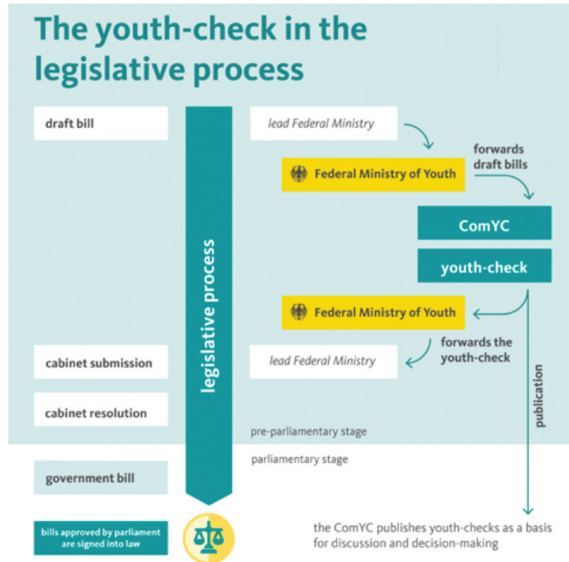 The youth-check in the
legislative process
draft bill
lead Federal Ministry
forwards
draft bills
Federal Ministry of Youth
ComYC
youth-check
legislative process
Federal Ministry of Youth
forwards the
youth-check
cabinet submission
lead Federal Ministry
publication
cabinet resolution
pre-parliamentary stage
parliamentary stage
government bill
bills approved by parliament
are signed into law
the ComYC publishes youth-checks as a basis
for discussion and decision-making